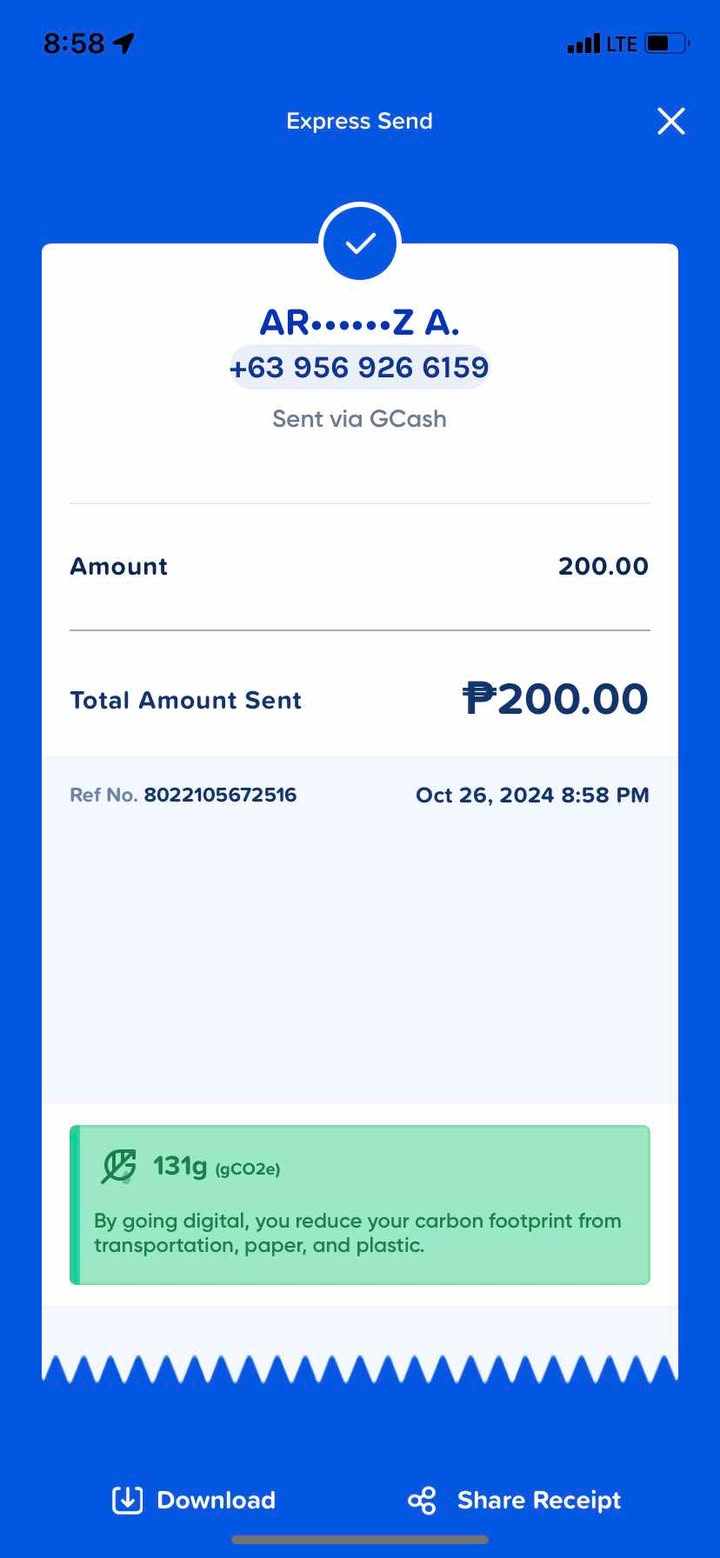 8:58 LTE
Express Send
AR••••••Z A.
+63 956 926 6159
Sent via GCash
Amount 200.00
Total Amount Sent ₱200.00
Ref No. 8022105672516 Oct 26, 2024 8:58 PM
131g (gCO2e)
By going digital, you reduce your carbon footprint from
transportation, paper, and plastic.
Download Share Receipt